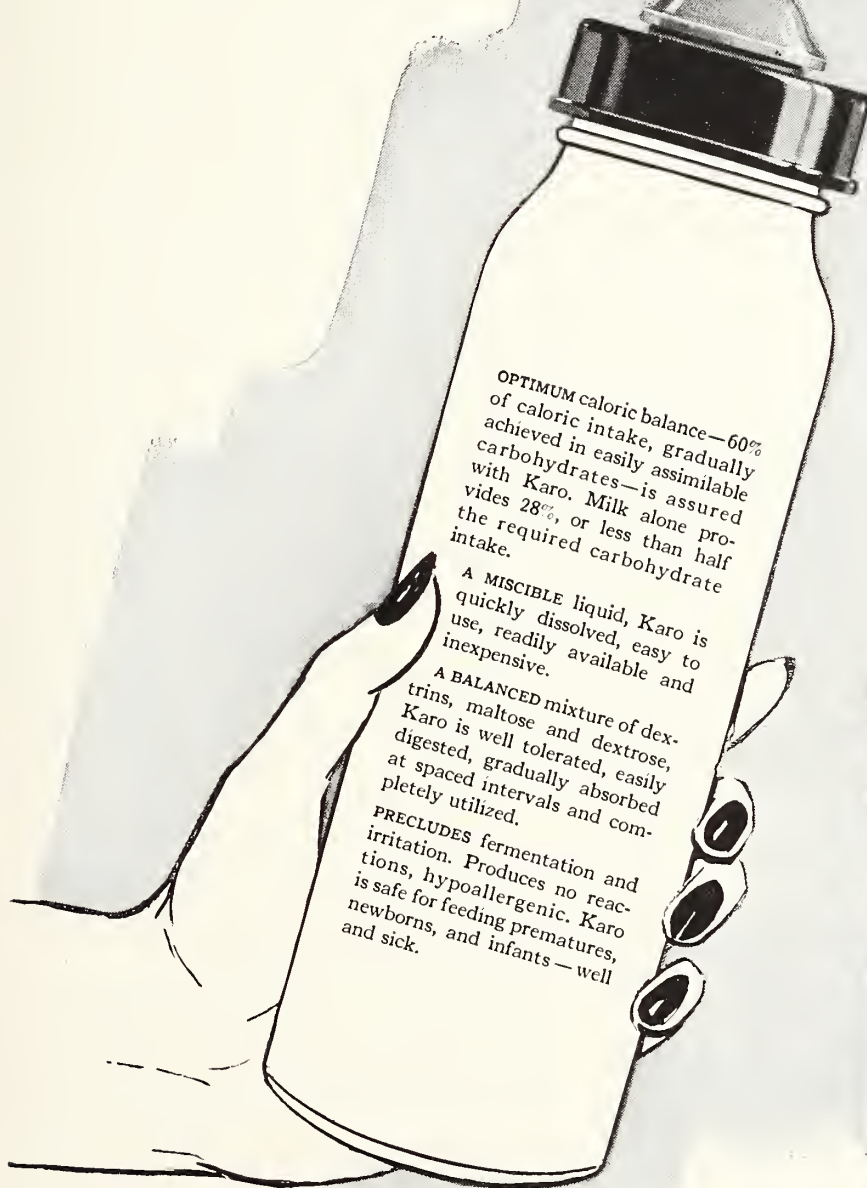 OPTIMUM caloric balance—60%
of caloric intake, gradually
achieved in easily assimilable
carbohydrates—is assured
with Karo. Milk alone pro-
vides 28%, or less than half
the required carbohydrate
intake.
A MISCIBLE liquid, Karo is
quickly dissolved, easy to
use, readily available and
inexpensive.
A BALANCED mixture of dex-
trins, maltose and dextrose,
Karo is well tolerated, easily
digested, gradually absorbed
at spaced intervals and com-
pletely utilized.
PRECLUDES fermentation and
irritation. Produces no reac-
tions, hypoallergenic. Karo
is safe for feeding prematures,
newborns, and infants—well
and sick.